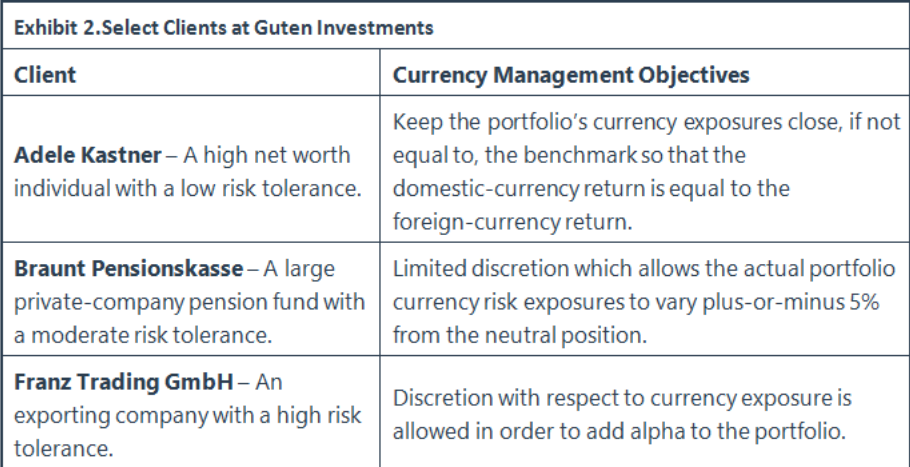 Exhibit 2.Select Clients at Guten Investments
Client
Currency Management Objectives
Adele Kastner – A high net worth
individual with a low risk tolerance.
Keep the portfolio's currency exposures close, if not
equal to, the benchmark so that the
domestic-currency return is equal to the
foreign-currency return.
Braunt Pensionskasse – A large
private-company pension fund with
a moderate risk tolerance.
Limited discretion which allows the actual portfolio
currency risk exposures to vary plus-or-minus 5%
from the neutral position.
Franz Trading GmbH – An
exporting company with a high risk
tolerance.
Discretion with respect to currency exposure is
allowed in order to add alpha to the portfolio.